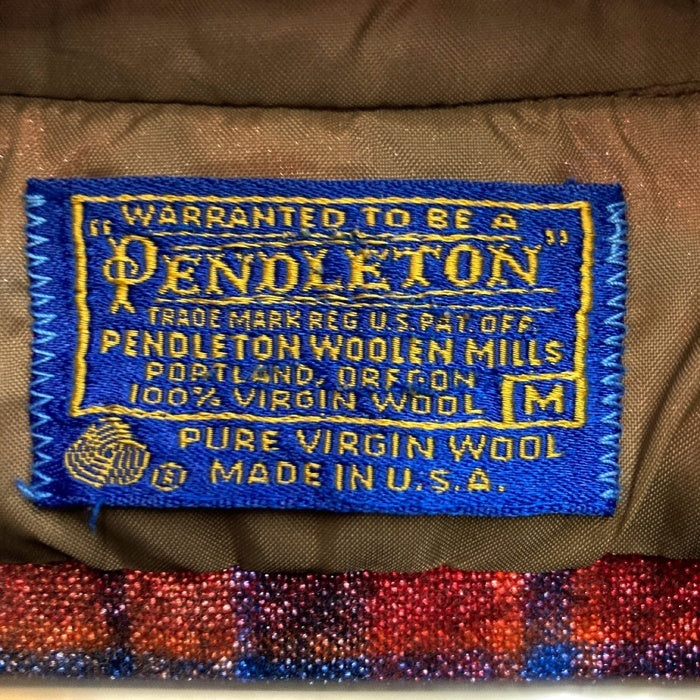 WARRANTED TO BE A
"PENDLETON"
TRADE MARK REG. U.S. PAT. OFF.
PENDLETON WOOLEN MILLS
PORTLAND, OREGON
100% VIRGIN WOOL M
PURE VIRGIN WOOL
® MADE IN U.S.A.